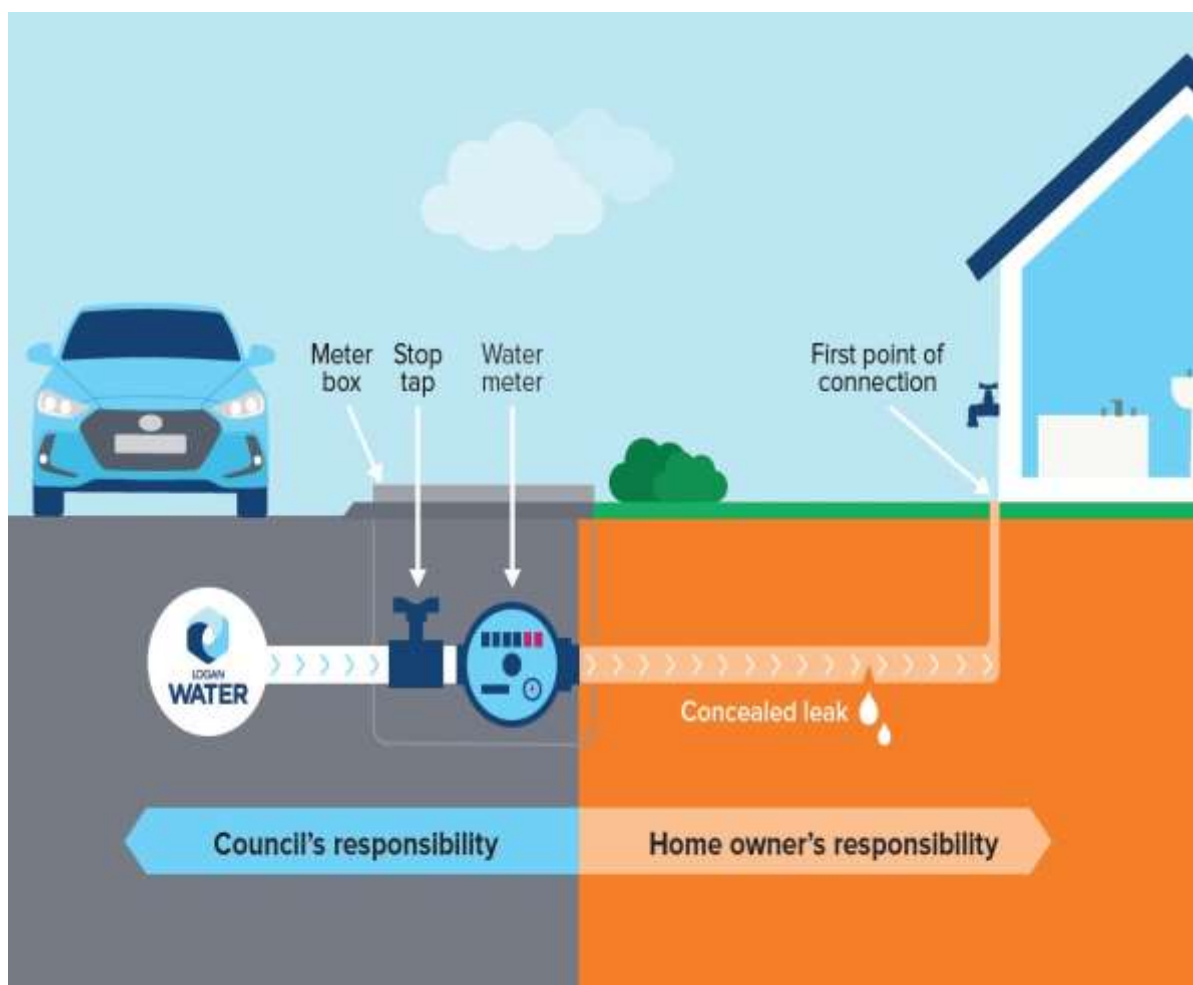 Meter
box
Stop
tap
Water
meter
First point of
connection
LOGAN
WATER
Concealed leak
Council's responsibility
Home owner's responsibility